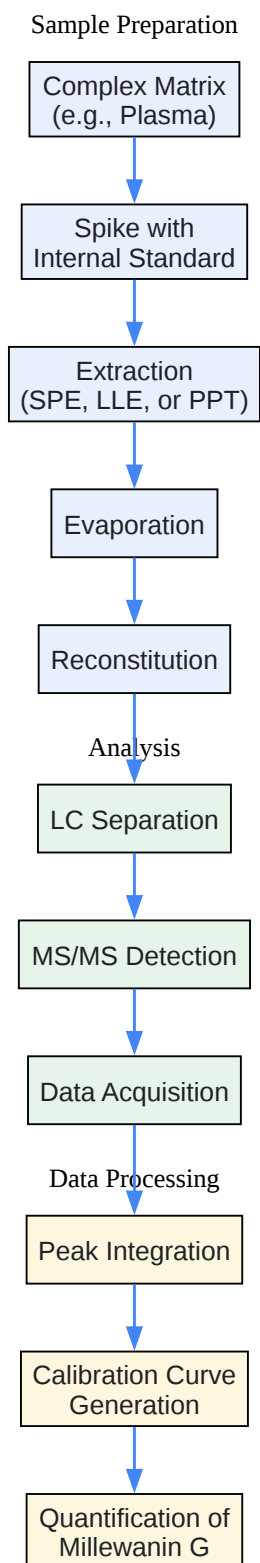 Sample Preparation
Complex Matrix
(e.g., Plasma)
Spike with
Internal Standard
Extraction
(SPE, LLE, or PPT)
Evaporation
Reconstitution
Analysis
LC Separation
MS/MS Detection
Data Acquisition
Data Processing
Peak Integration
Calibration Curve
Generation
Quantification of
Millewanin G